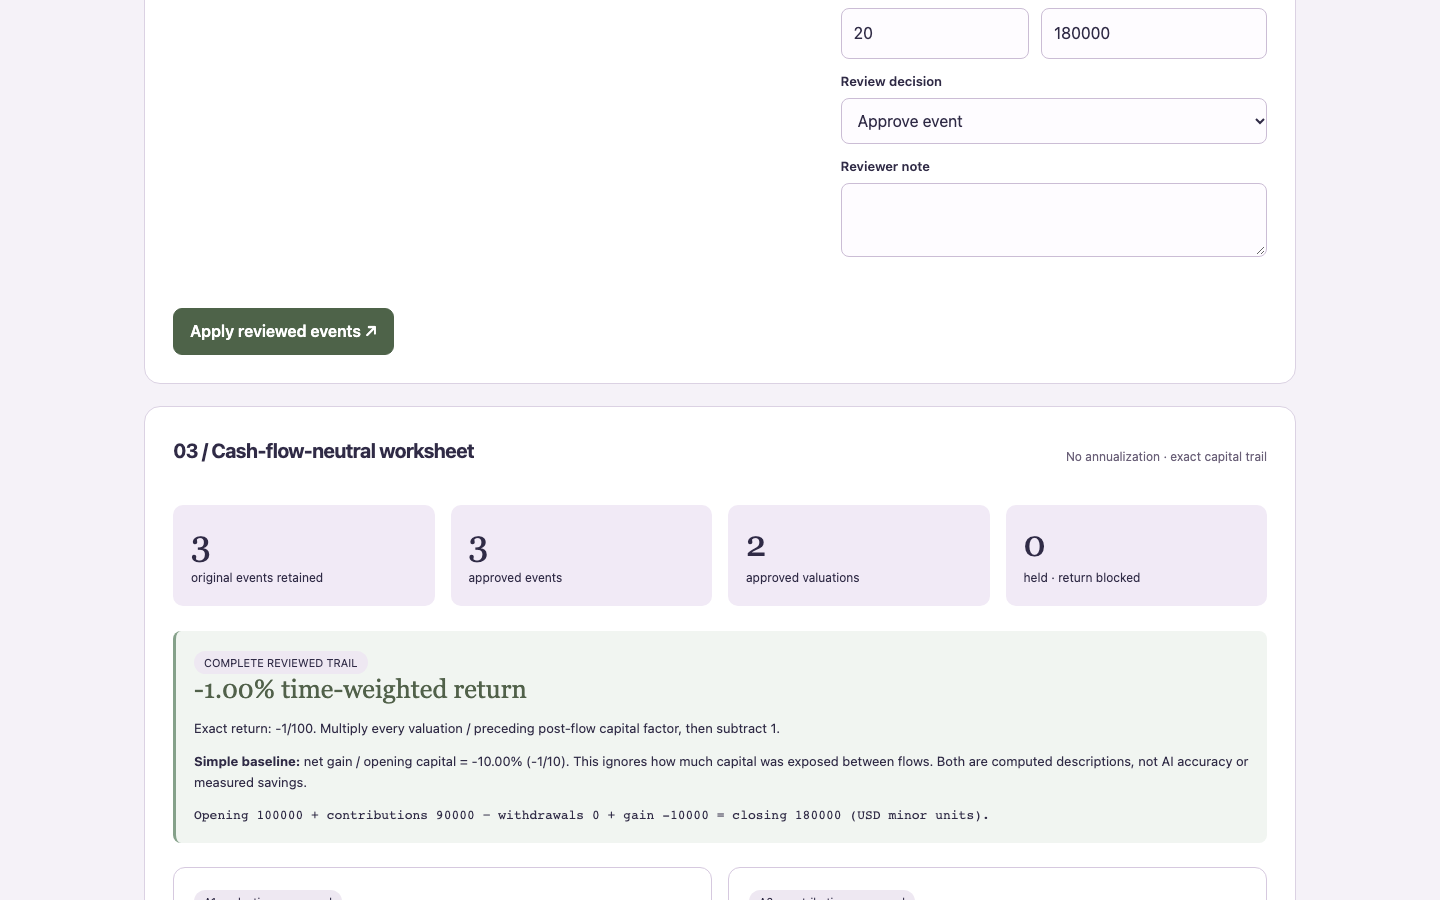 20
180000
Review decision
Approve event
Reviewer note
Apply reviewed events ↗
03 / Cash-flow-neutral worksheet
No annualization · exact capital trail
3
original events retained
3
approved events
2
approved valuations
0
held · return blocked
COMPLETE REVIEWED TRAIL
-1.00% time-weighted return
Exact return: -1/100. Multiply every valuation / preceding post-flow capital factor, then subtract 1.
Simple baseline: net gain / opening capital = -10.00% (-1/10). This ignores how much capital was exposed between flows. Both are computed descriptions, not AI accuracy or
measured savings.
Opening 100000 + contributions 90000 − withdrawals 0 + gain -10000 = closing 180000 (USD minor units).